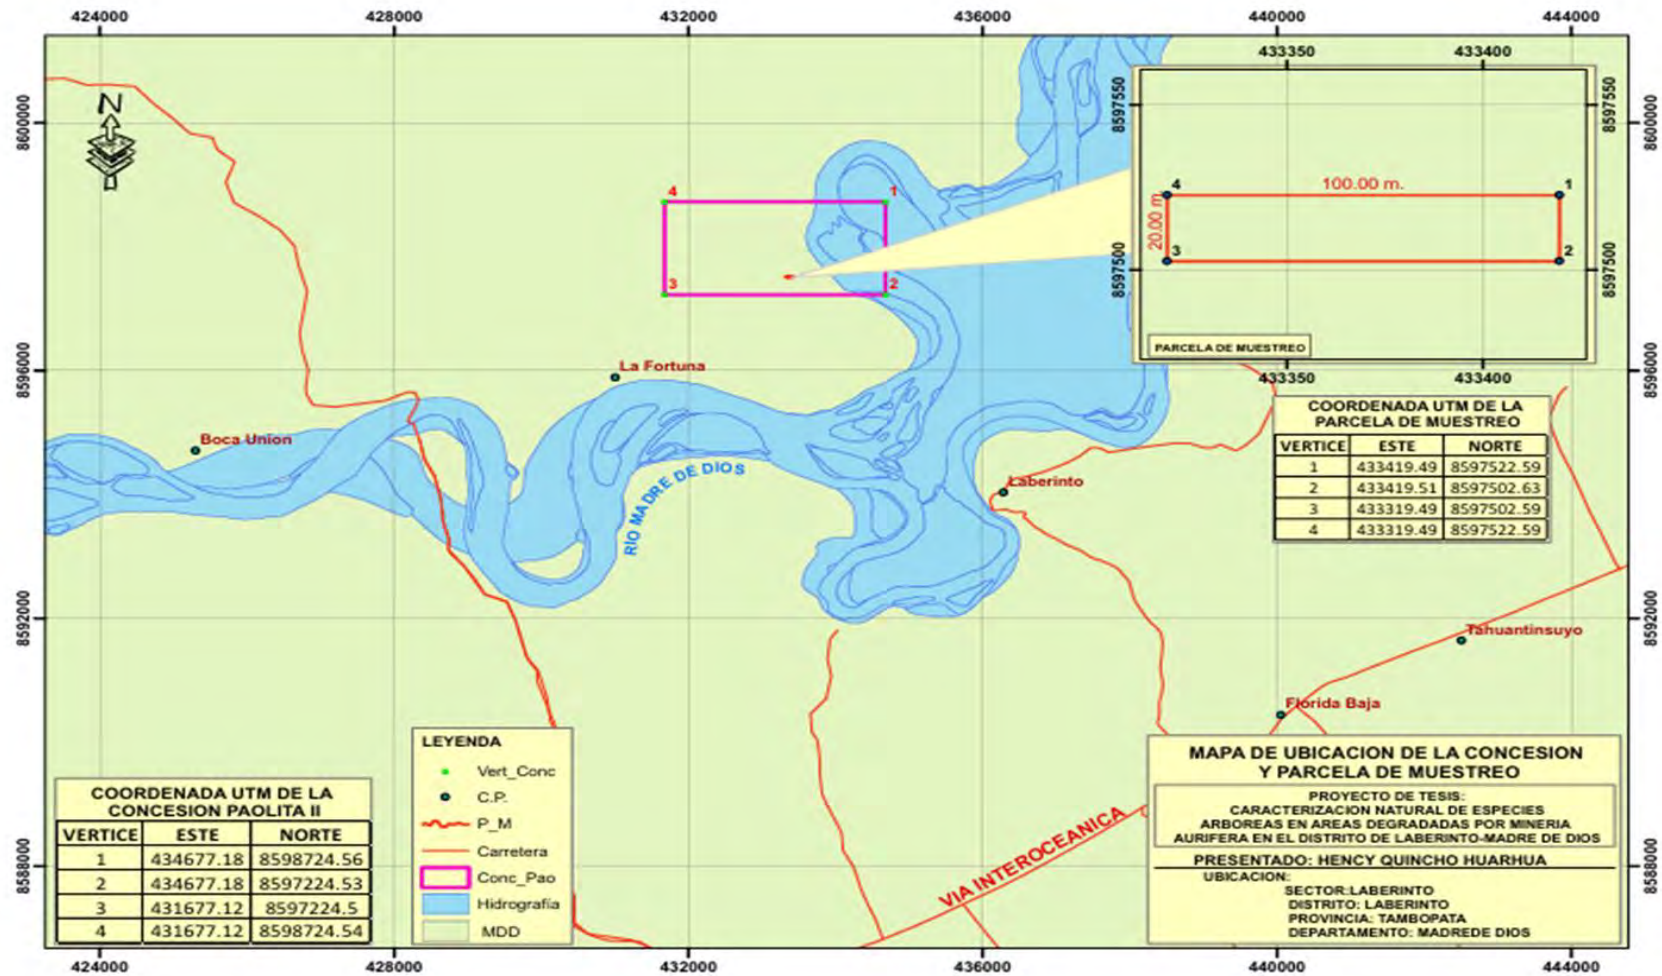 424000 428000 432000 436000 440000 444000
433350 433400
N
8600000 8597550 8597550 8600000
4 1
4 100.00 m. 1
20.00 m.
3 2
3 2
8597500 8597500
PARCELA DE MUESTREO
La Fortuna
8596000 433350 433400 8596000
COORDENADA UTM DE LA
PARCELA DE MUESTREO
VERTICE ESTE NORTE
1 433419.49 8597522.59
2 433419.51 8597502.63
3 433319.49 8597502.59
4 433319.49 8597522.59
Boca Union
RÍO MADRE DE DIOS
Laberinto
8592000 8592000
Tahuantinsuyo
Florida Baja
LEYENDA
Vert_Conc
C.P.
P_M
Carretera
Conc_Pao
Hidrografía
MDD
COORDENADA UTM DE LA
CONCESION PAOLITA II
VERTICE ESTE NORTE
1 434677.18 8598724.56
2 434677.18 8597224.53
3 431677.12 8597224.5
4 431677.12 8598724.54
VIA INTEROCEANICA
MAPA DE UBICACION DE LA CONCESION
Y PARCELA DE MUESTREO
PROYECTO DE TESIS:
CARACTERIZACION NATURAL DE ESPECIES
ARBOREAS EN AREAS DEGRADADAS POR MINERIA
AURIFERA EN EL DISTRITO DE LABERINTO-MADRE DE DIOS
PRESENTADO: HENCY QUINCHO HUARHUA
UBICACION:
SECTOR:LABERINTO
DISTRITO: LABERINTO
PROVINCIA: TAMBOPATA
DEPARTAMENTO: MADREDE DIOS
8588000 8588000
424000 428000 432000 436000 440000 444000